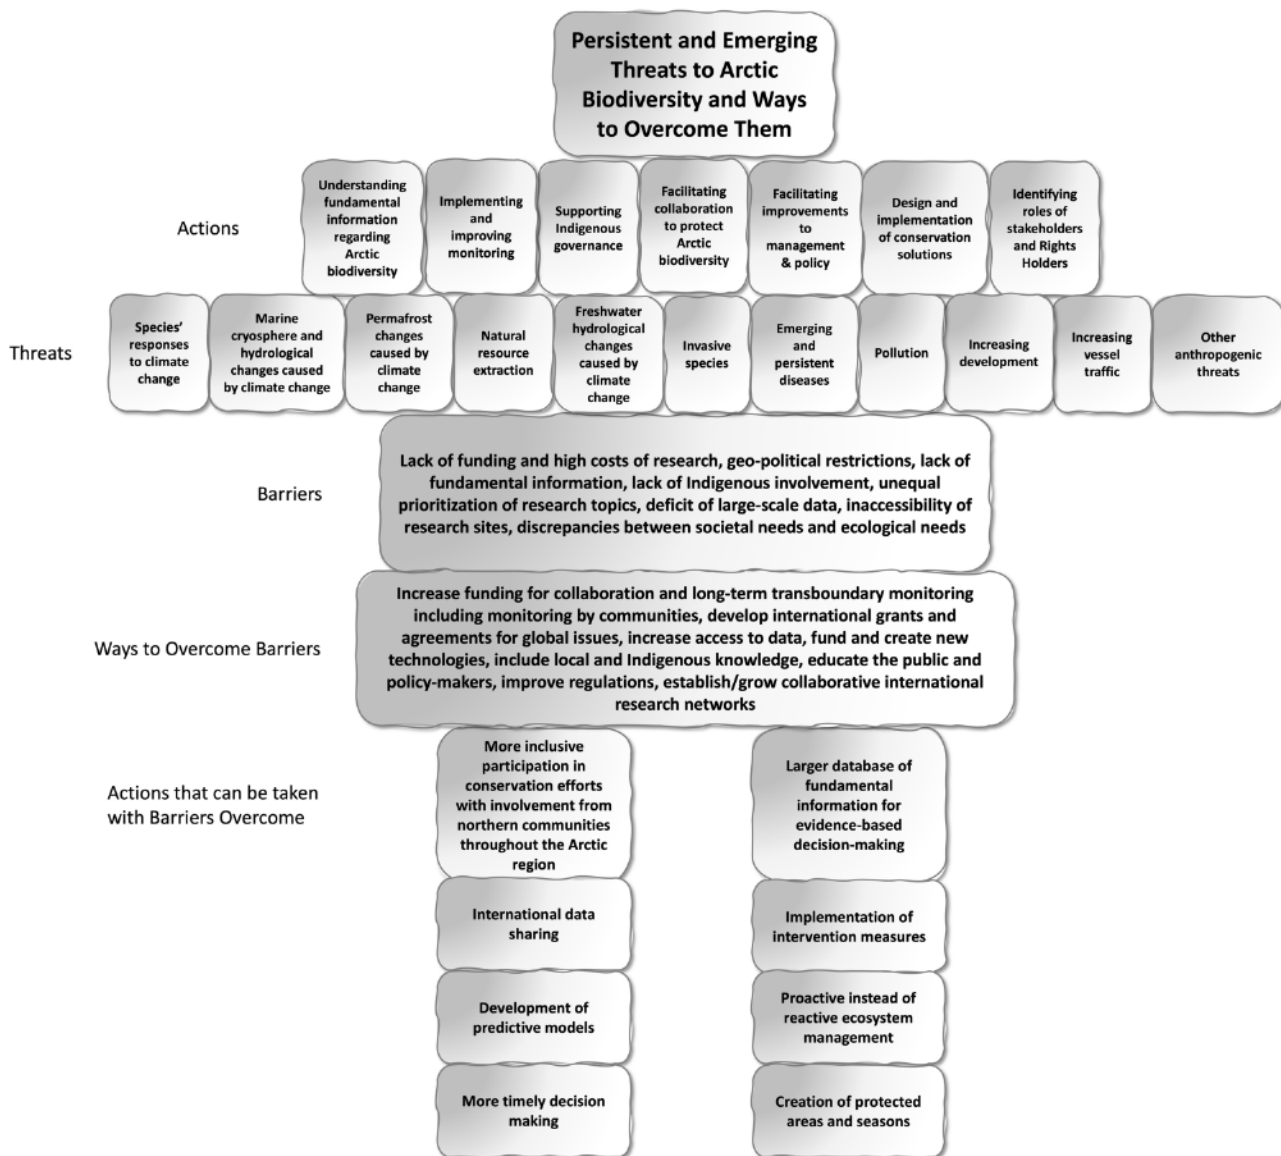 Persistent and Emerging
Threats to Arctic
Biodiversity and Ways
to Overcome Them
Actions
Understanding
fundamental
information
regarding
Arctic
biodiversity
Implementing
and
improving
monitoring
Supporting
Indigenous
governance
Facilitating
collaboration
to protect
Arctic
biodiversity
Facilitating
improvements
to
management
& policy
Design and
implementation
of conservation
solutions
Identifying
roles of
stakeholders
and Rights
Holders
Threats
Species'
responses
to climate
change
Marine
cryosphere and
hydrological
changes caused
by climate change
Permafrost
changes
caused by
climate
change
Natural
resource
extraction
Freshwater
hydrological
changes
caused by
climate
change
Invasive
species
Emerging
and
persistent
diseases
Pollution
Increasing
development
Increasing
vessel
traffic
Other
anthropogenic
threats
Barriers
Lack of funding and high costs of research, geo-political restrictions, lack of
fundamental information, lack of Indigenous involvement, unequal
prioritization of research topics, deficit of large-scale data, inaccessibility of
research sites, discrepancies between societal needs and ecological needs
Ways to Overcome Barriers
Increase funding for collaboration and long-term transboundary monitoring
including monitoring by communities, develop international grants and
agreements for global issues, increase access to data, fund and create new
technologies, include local and Indigenous knowledge, educate the public and
policy-makers, improve regulations, establish/grow collaborative international
research networks
Actions that can be taken
with Barriers Overcome
More inclusive
participation in
conservation efforts
with involvement from
northern communities
throughout the Arctic
region
Larger database of
fundamental
information for
evidence-based
decision-making
International data
sharing
Implementation of
intervention measures
Development of
predictive models
Proactive instead of
reactive ecosystem
management
More timely decision
making
Creation of protected
areas and seasons